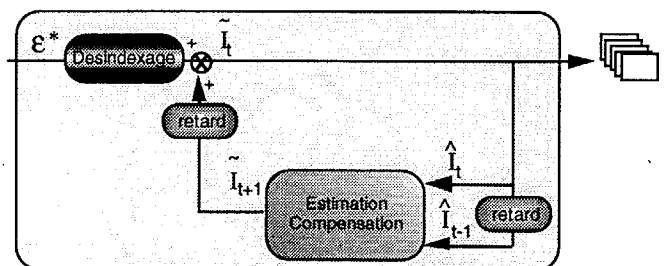 ε* Desindexage + Ĩt
+
retard
Ĩt+1
Estimation
Compensation
Ît
Ît-1
retard